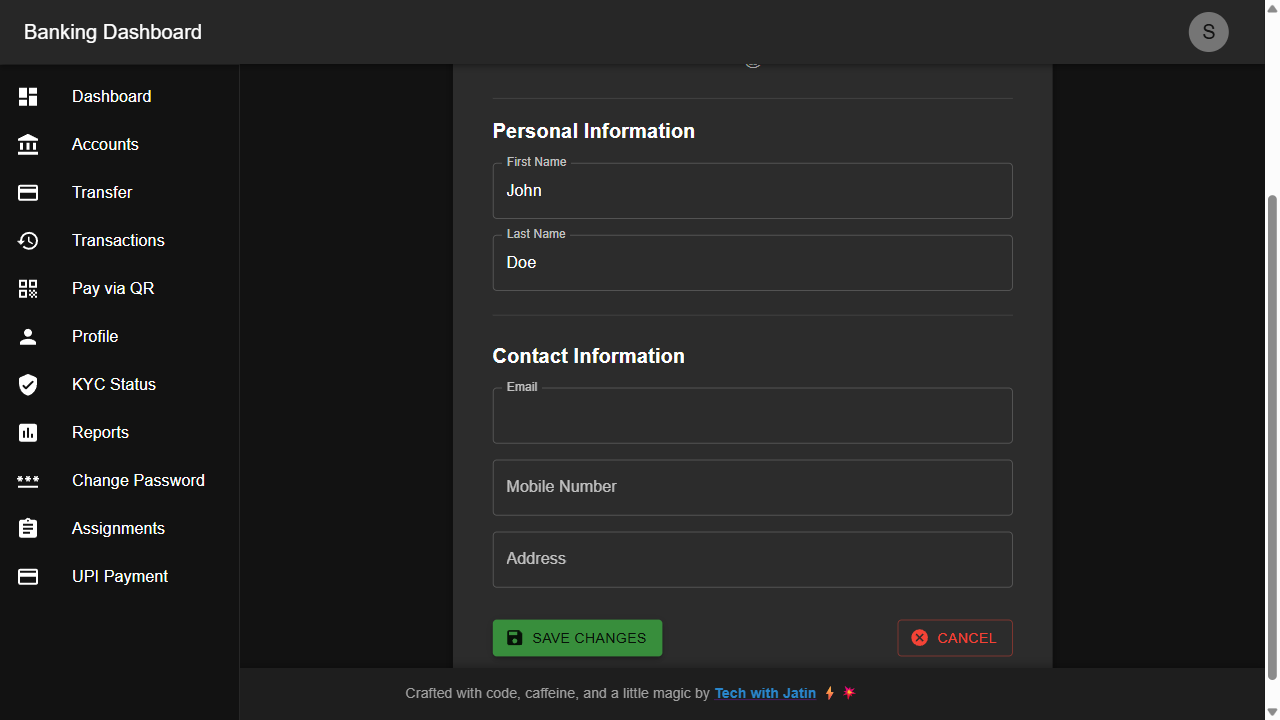 Banking Dashboard
S
Dashboard
Accounts
Transfer
Transactions
Pay via QR
Profile
KYC Status
Reports
Change Password
Assignments
UPI Payment
Personal Information
First Name
John
Last Name
Doe
Contact Information
Email
Mobile Number
Address
SAVE CHANGES
CANCEL
Crafted with code, caffeine, and a little magic by Tech with Jatin